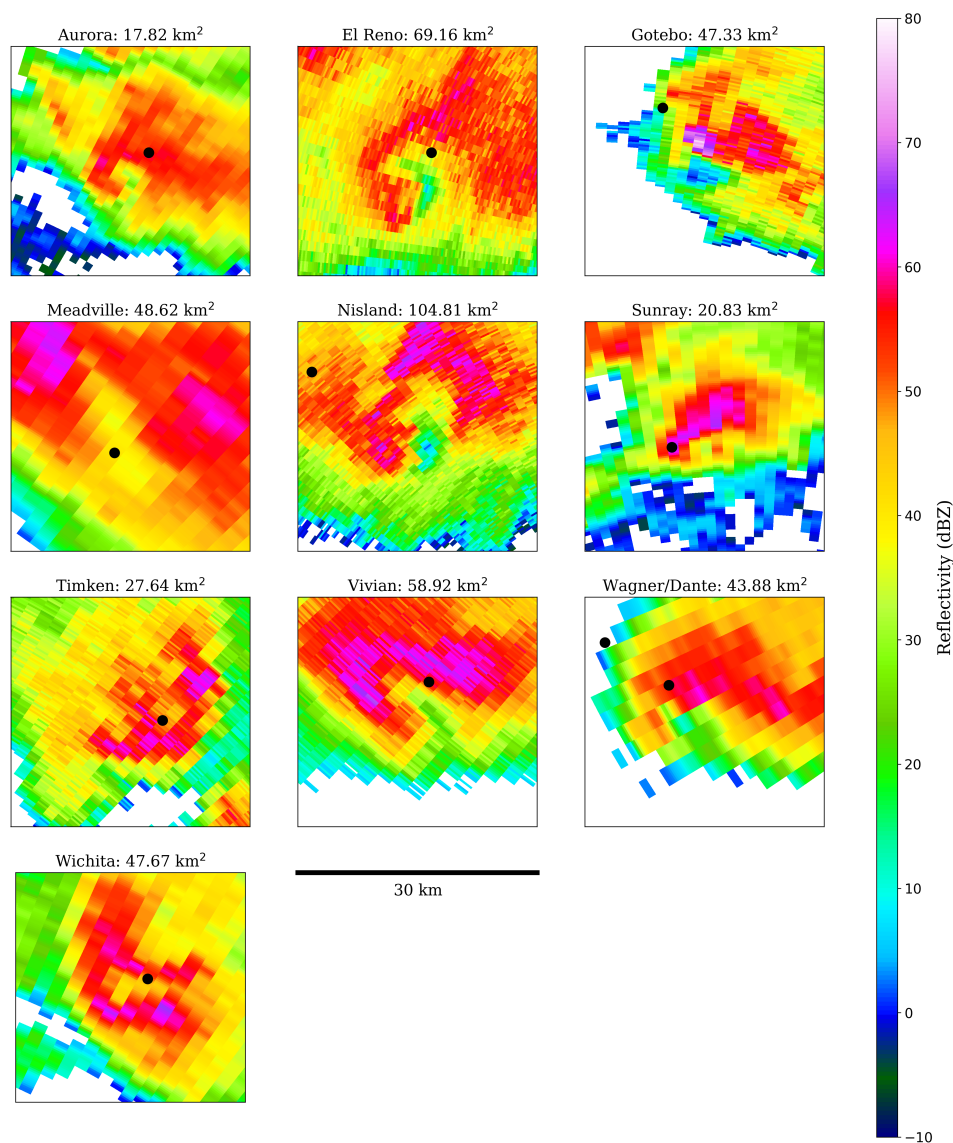 Aurora: 17.82 km²
El Reno: 69.16 km²
Gotebo: 47.33 km²
Meadville: 48.62 km²
Nisland: 104.81 km²
Sunray: 20.83 km²
Timken: 27.64 km²
Vivian: 58.92 km²
Wagner/Dante: 43.88 km²
Wichita: 47.67 km²
30 km
80
70
60
50
40
30
20
10
0
−10
Reflectivity (dBZ)